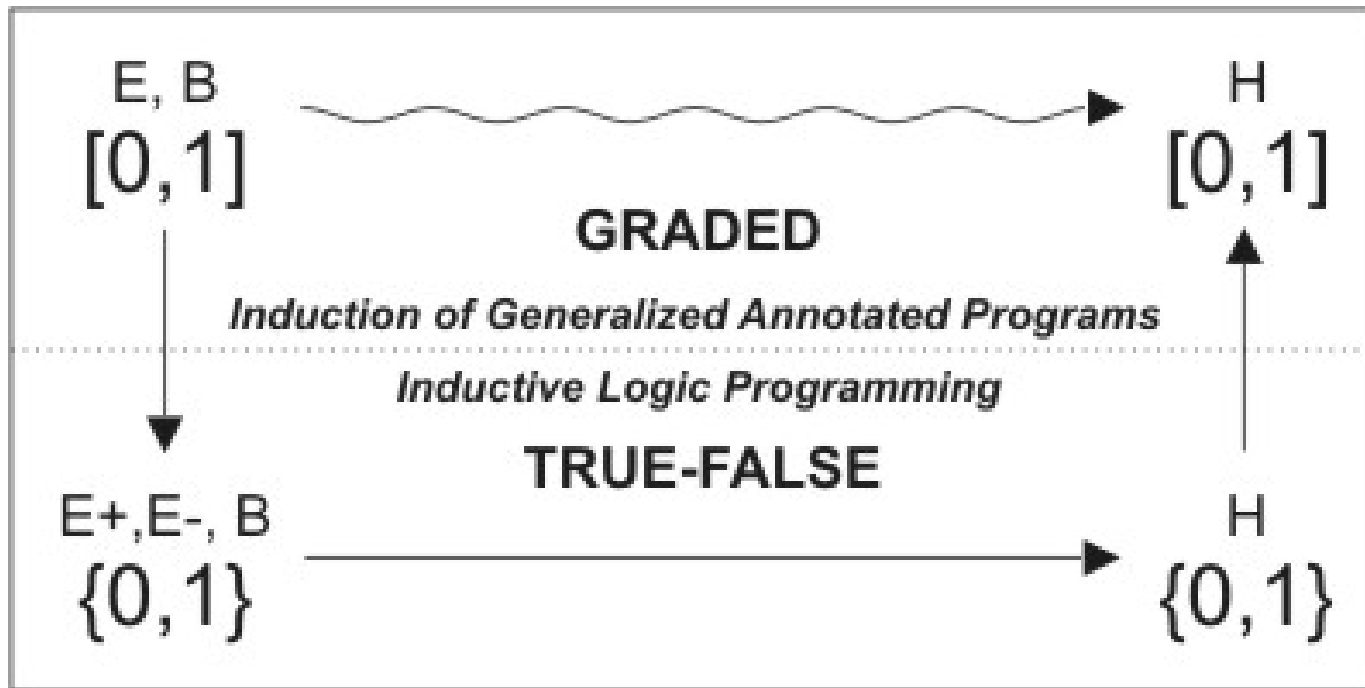 E, B
[0,1]
H
[0,1]
GRADED
Induction of Generalized Annotated Programs
Inductive Logic Programming
TRUE-FALSE
E+,E-, B
{0,1}
H
{0,1}